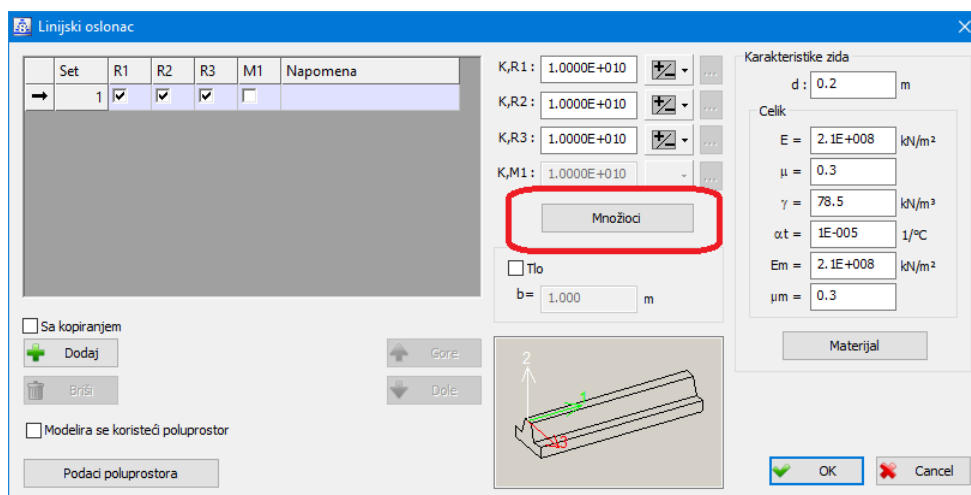 Linijski oslonac
Set R1 R2 R3 M1 Napomena
1
Sa kopiranjem
Dodaj
Gore
Briši
Dole
Modelira se koristeći poluprostor
Podaci poluprostora
K,R1: 1.0000E+010 ...
K,R2: 1.0000E+010 ...
K,R3: 1.0000E+010 ...
K,M1: 1.0000E+010 ...
Množioci
Tlo
b= 1.000 m
2
1
3
Karakteristike zida
d: 0.2 m
Celik
E = 2.1E+008 kN/m²
μ = 0.3
γ = 78.5 kN/m³
αt = 1E-005 1/°C
Em = 2.1E+008 kN/m²
μm = 0.3
Materijal
OK Cancel